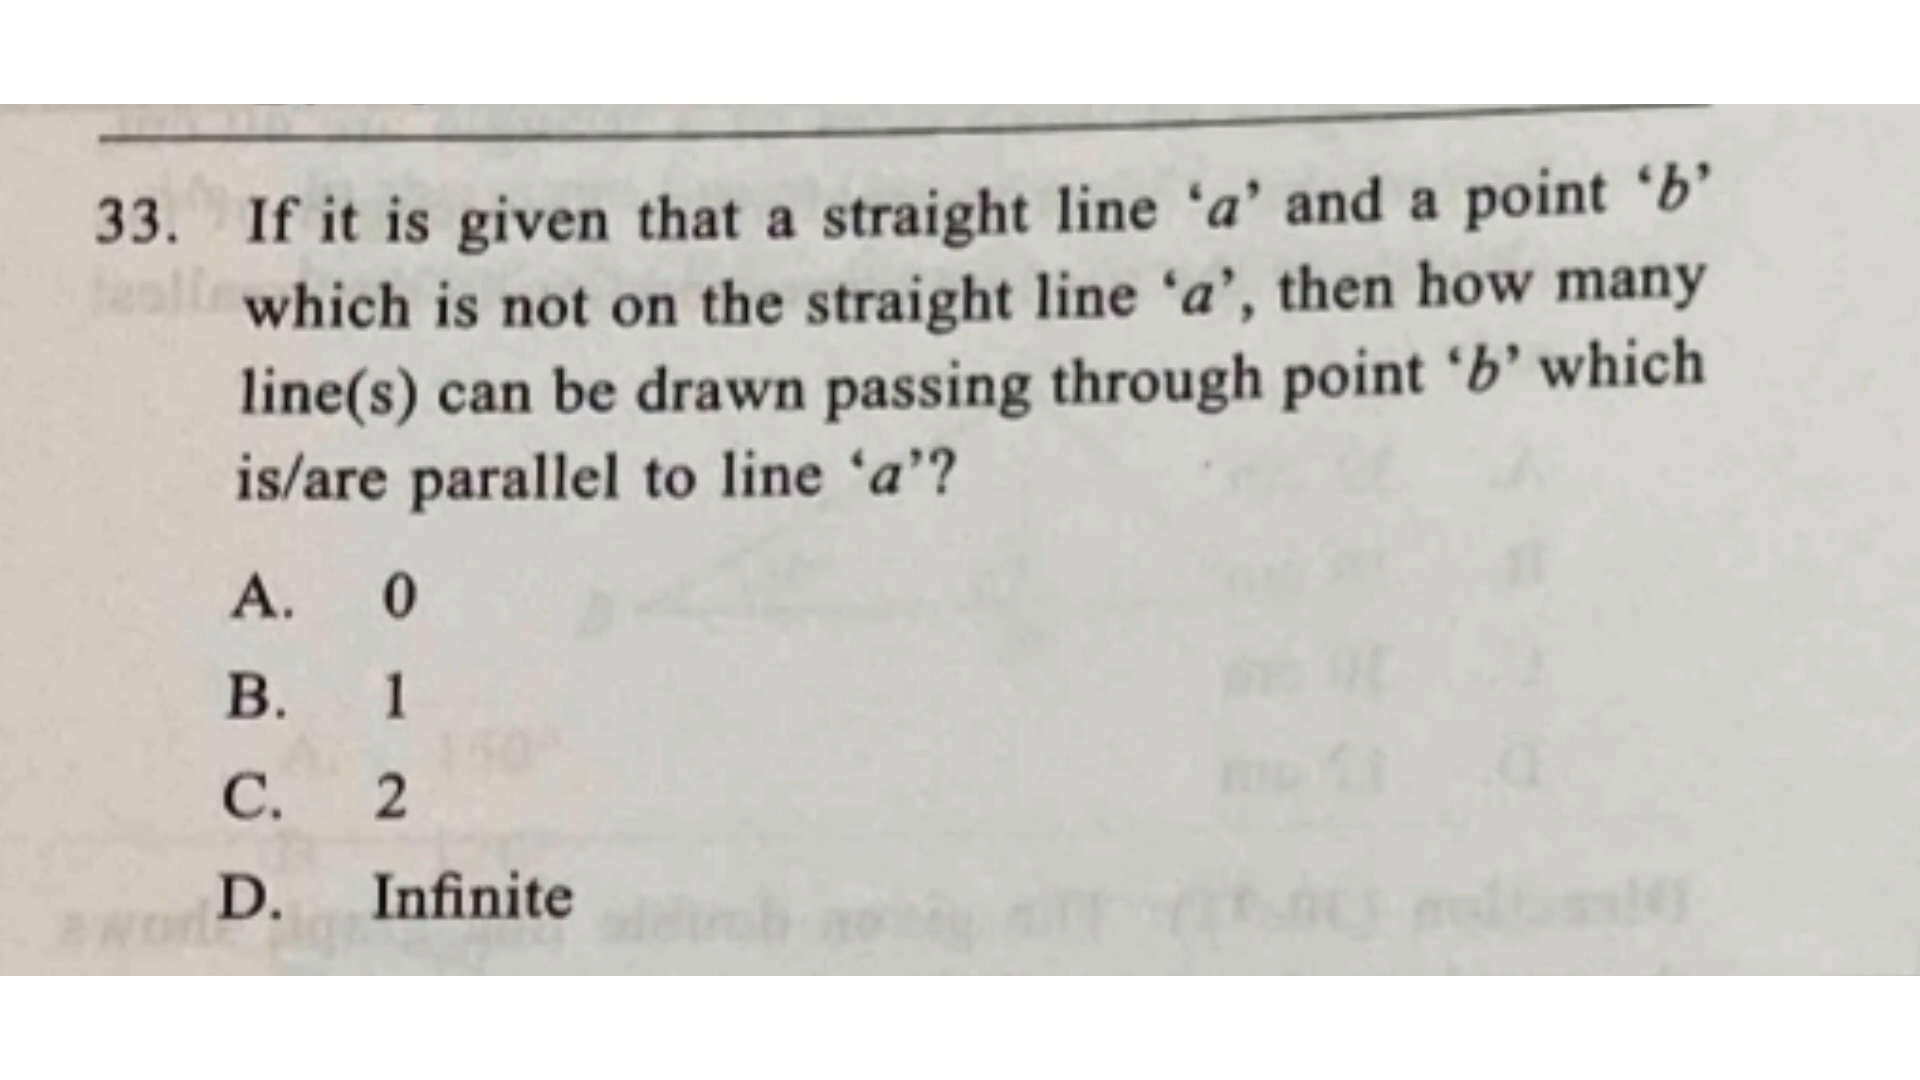 33. If it is given that a straight line ‘a’ and a point ‘b’
which is not on the straight line ‘a’, then how many
line(s) can be drawn passing through point ‘b’ which
is/are parallel to line ‘a’?
A. 0
B. 1
C. 2
D. Infinite